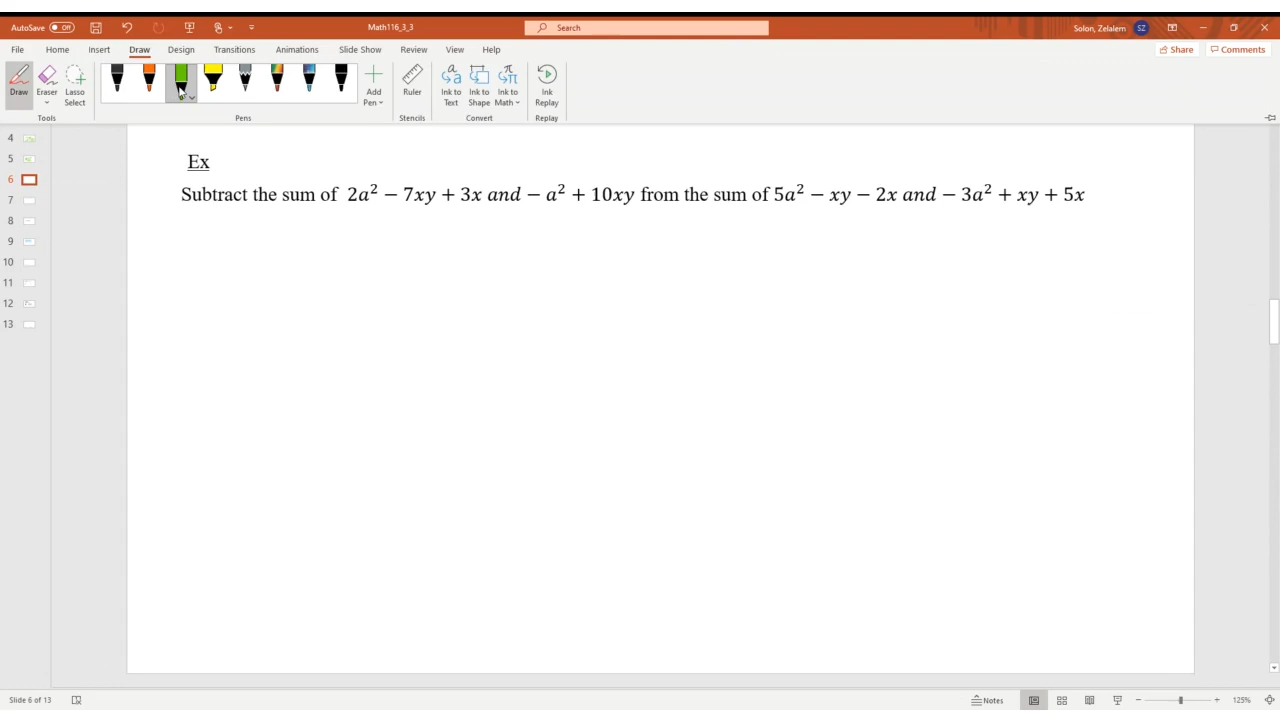 AutoSave Off Math116_3_3 Search Solon, Zelalem SZ
File Home Insert Draw Design Transitions Animations Slide Show Review View Help Share Comments
Draw Eraser Lasso Select Add Pen Ruler Ink to Text Ink to Shape Ink to Math Ink Replay
Tools Pens Stencils Convert Replay
4
5
6
7
8
9
10
11
12
13
Ex
Subtract the sum of 2a² − 7xy + 3x and − a² + 10xy from the sum of 5a² − xy − 2x and − 3a² + xy + 5x
Slide 6 of 13 Notes 125%